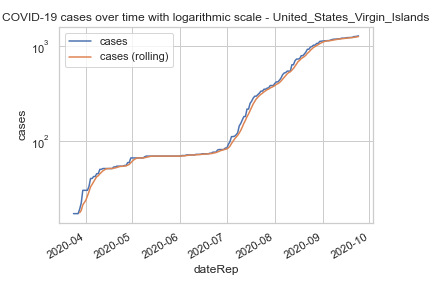 COVID-19 cases over time with logarithmic scale - United_States_Virgin_Islands
cases
cases (rolling)
10³
10²
cases
2020-04
2020-05
2020-06
2020-07
2020-08
2020-09
2020-10
dateRep